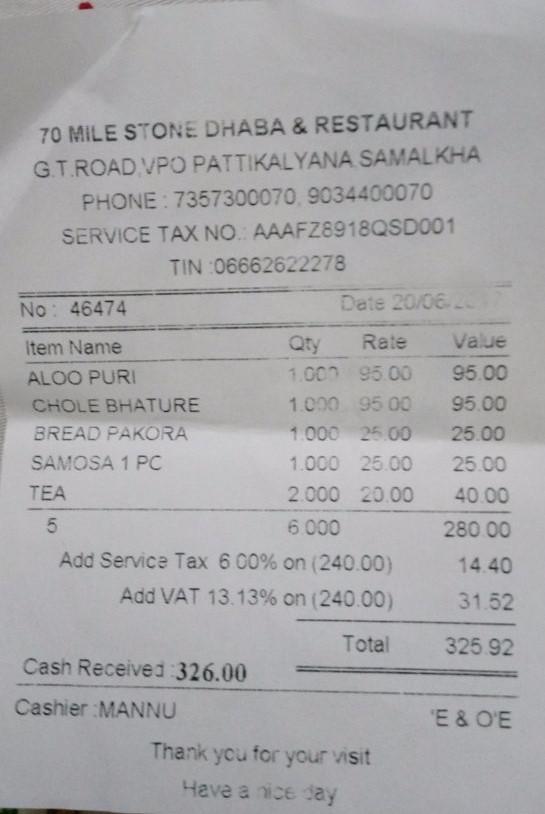 70 MILE STONE DHABA & RESTAURANT
G.T.ROAD,VPO PATTIKALYANA SAMALKHA
PHONE : 7357300070, 9034400070
SERVICE TAX NO.: AAAFZ8918QSD001
TIN :06662622278
No : 46474 Date 20/06/
Item Name Qty Rate Value
ALOO PURI 1.000 95.00 95.00
CHOLE BHATURE 1.000 95.00 95.00
BREAD PAKORA 1.000 25.00 25.00
SAMOSA 1 PC 1.000 25.00 25.00
TEA 2.000 20.00 40.00
5 6.000 280.00
Add Service Tax 6.00% on (240.00) 14.40
Add VAT 13.13% on (240.00) 31.52
Total 325.92
Cash Received :326.00
Cashier :MANNU 'E & O'E
Thank you for your visit
Have a nice day